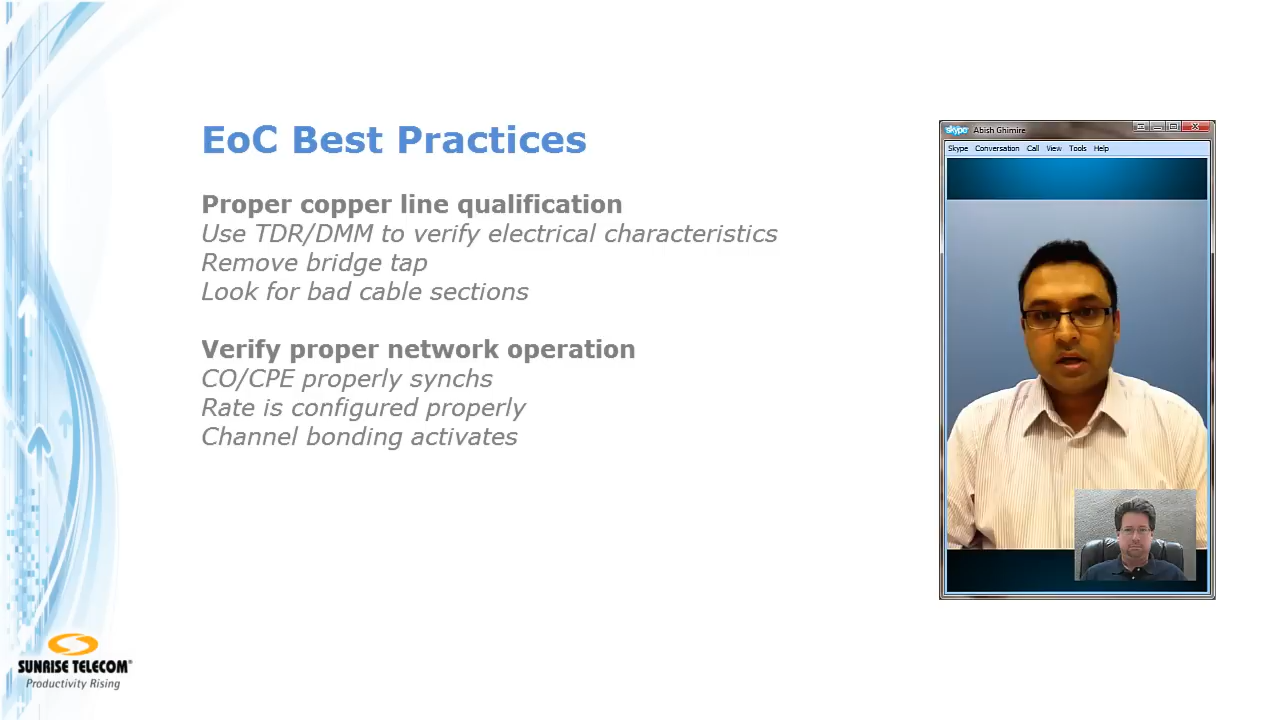 EoC Best Practices
Proper copper line qualification
Use TDR/DMM to verify electrical characteristics
Remove bridge tap
Look for bad cable sections
Verify proper network operation
CO/CPE properly synchs
Rate is configured properly
Channel bonding activates
skype Abish Ghimire
Skype Conversation Call View Tools Help
SUNRISE TELECOM®
Productivity Rising